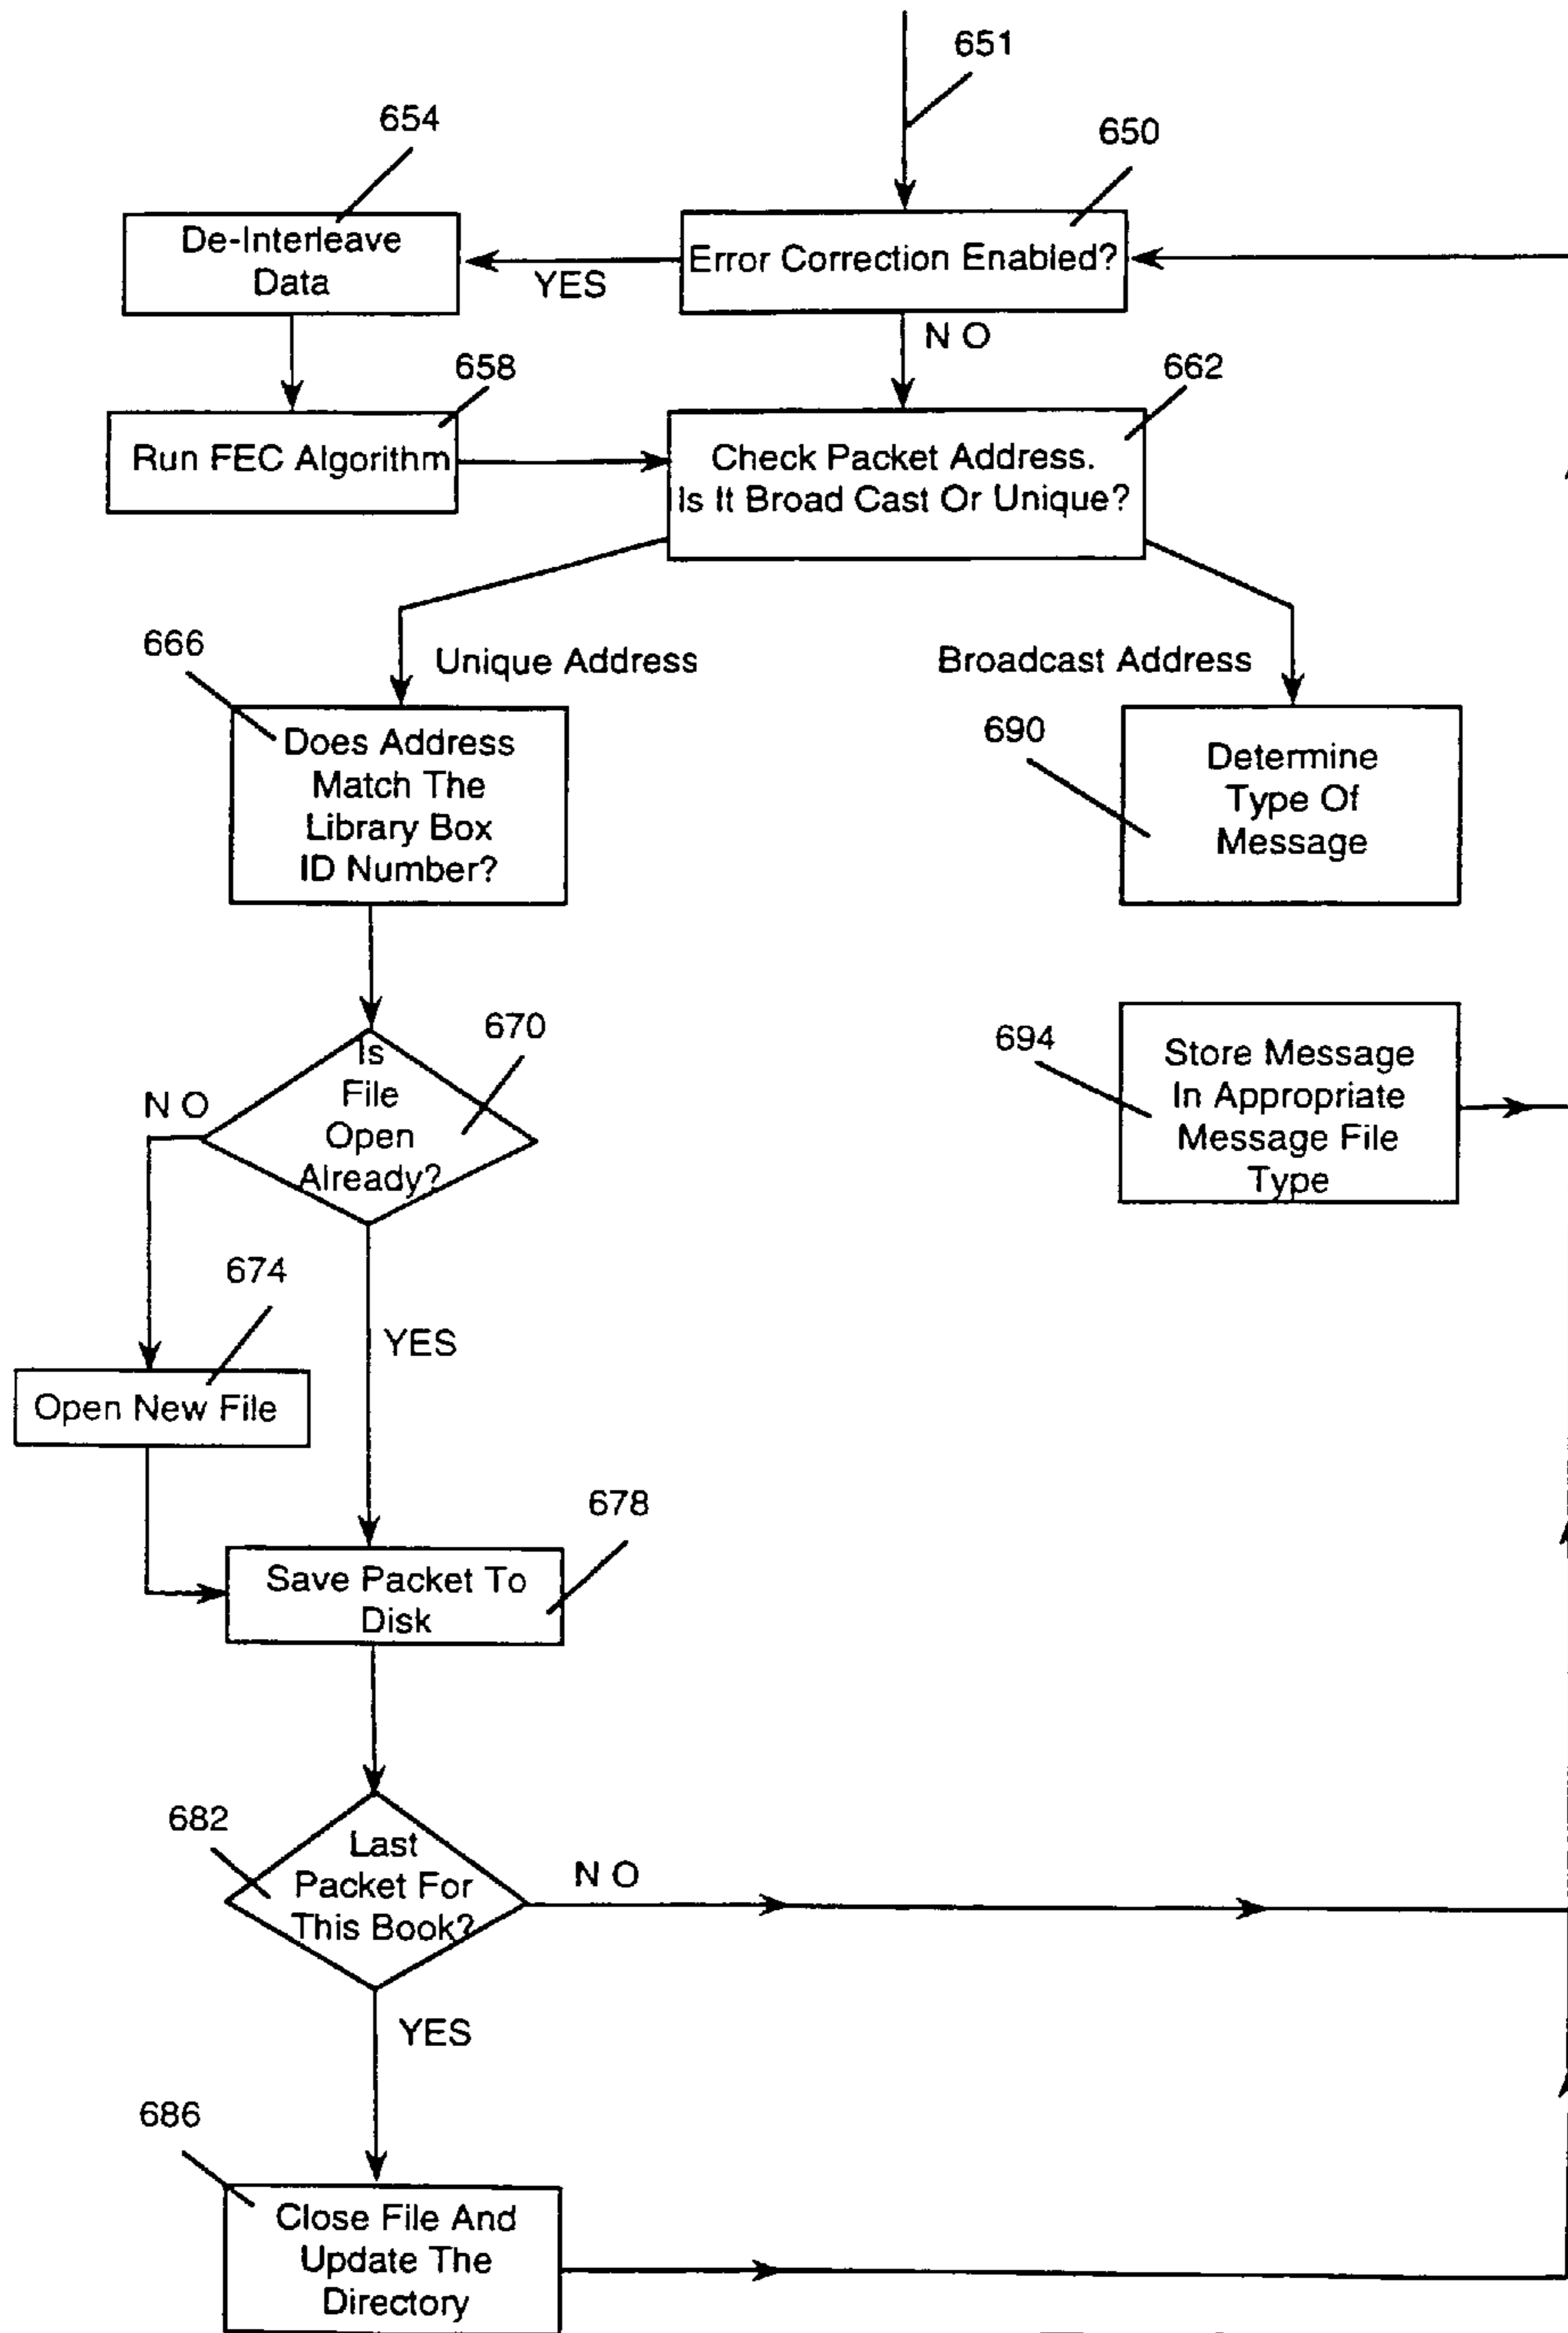 651
650
654
De-Interleave
Data
YES
Error Correction Enabled?
N O
658
Run FEC Algorithm
662
Check Packet Address.
Is It Broad Cast Or Unique?
666
Unique Address
Broadcast Address
Does Address
Match The
Library Box
ID Number?
690
Determine
Type Of
Message
670
N O
Is
File
Open
Already?
694
Store Message
In Appropriate
Message File
Type
674
YES
Open New File
678
Save Packet To
Disk
682
Last
Packet For
This Book?
N O
YES
686
Close File And
Update The
Directory